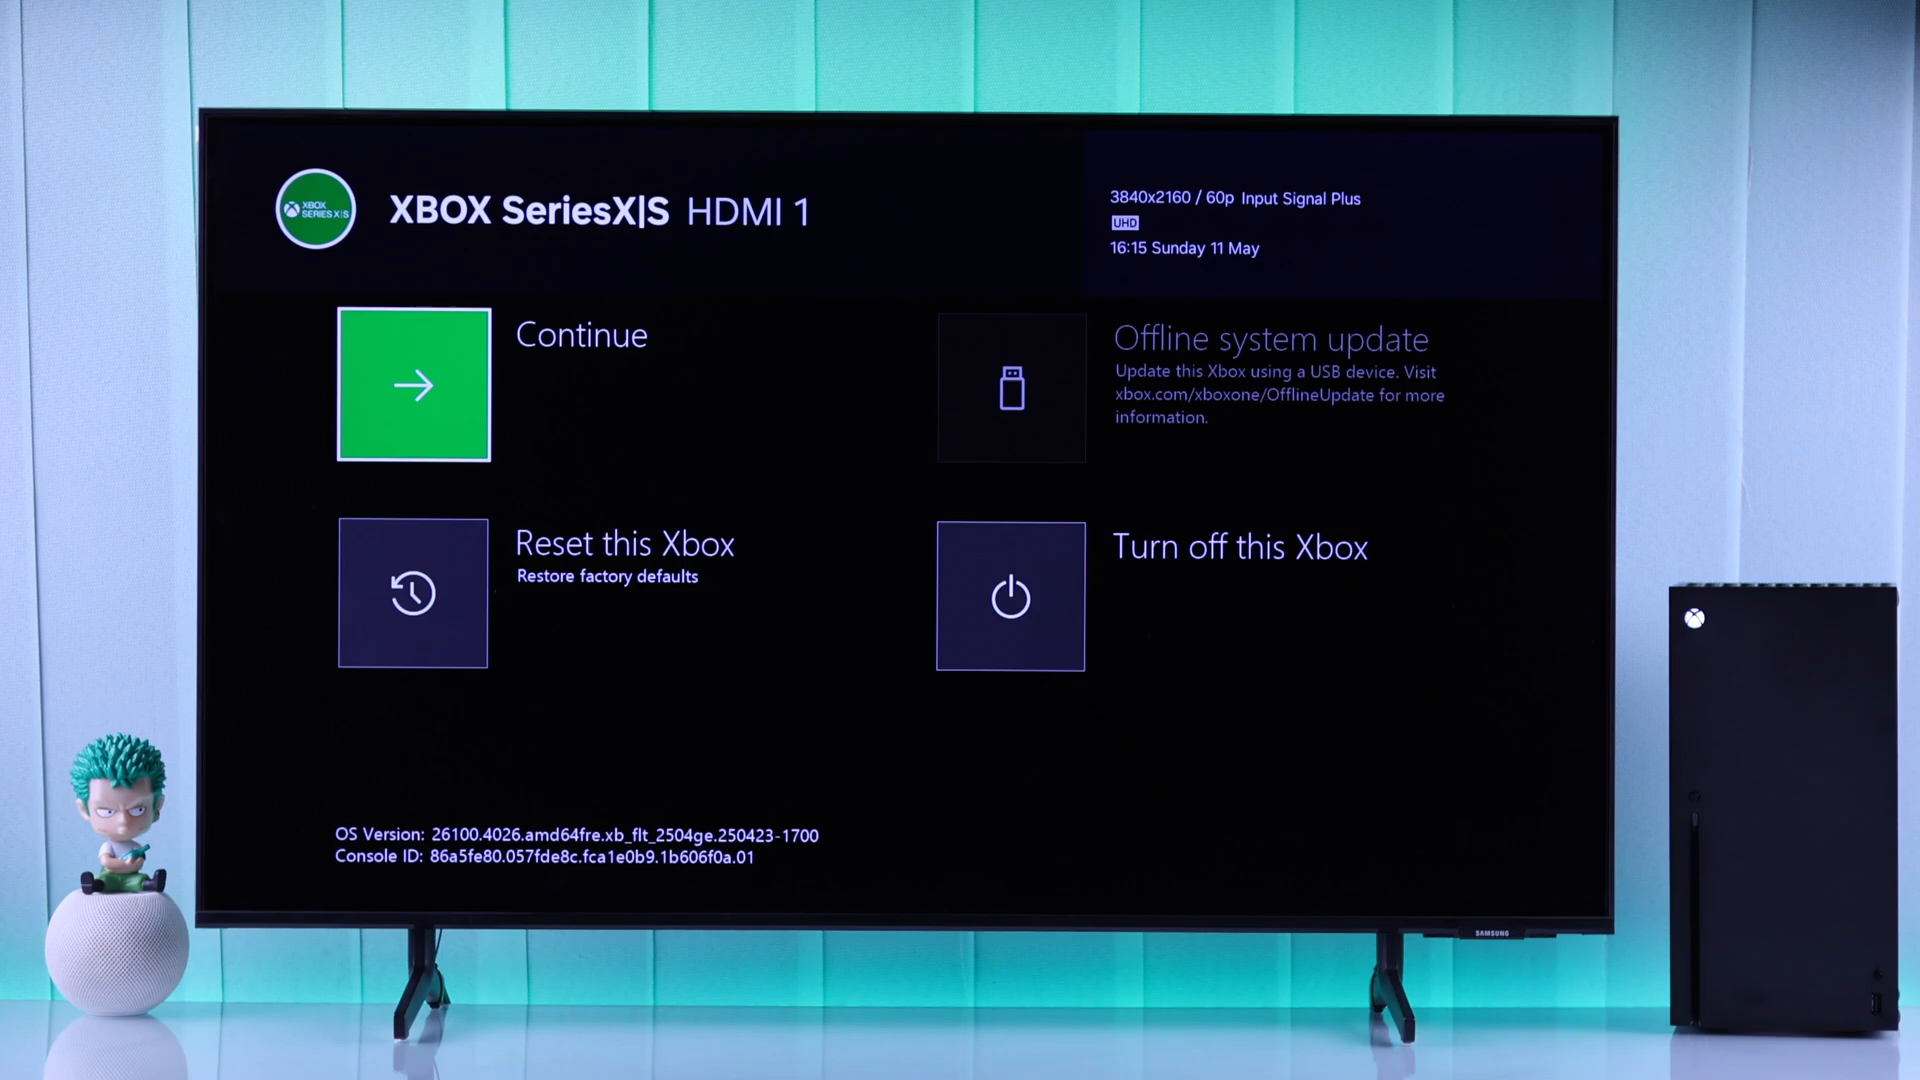 XBOX
SERIES X|S
XBOX SeriesX|S HDMI 1
3840x2160 / 60p Input Signal Plus
UHD
16:15 Sunday 11 May
Continue
Offline system update
Update this Xbox using a USB device. Visit
xbox.com/xboxone/OfflineUpdate for more
information.
Reset this Xbox
Restore factory defaults
Turn off this Xbox
OS Version: 26100.4026.amd64fre.xb_flt_2504ge.250423-1700
Console ID: 86a5fe80.057fde8c.fca1e0b9.1b606f0a.01
SAMSUNG